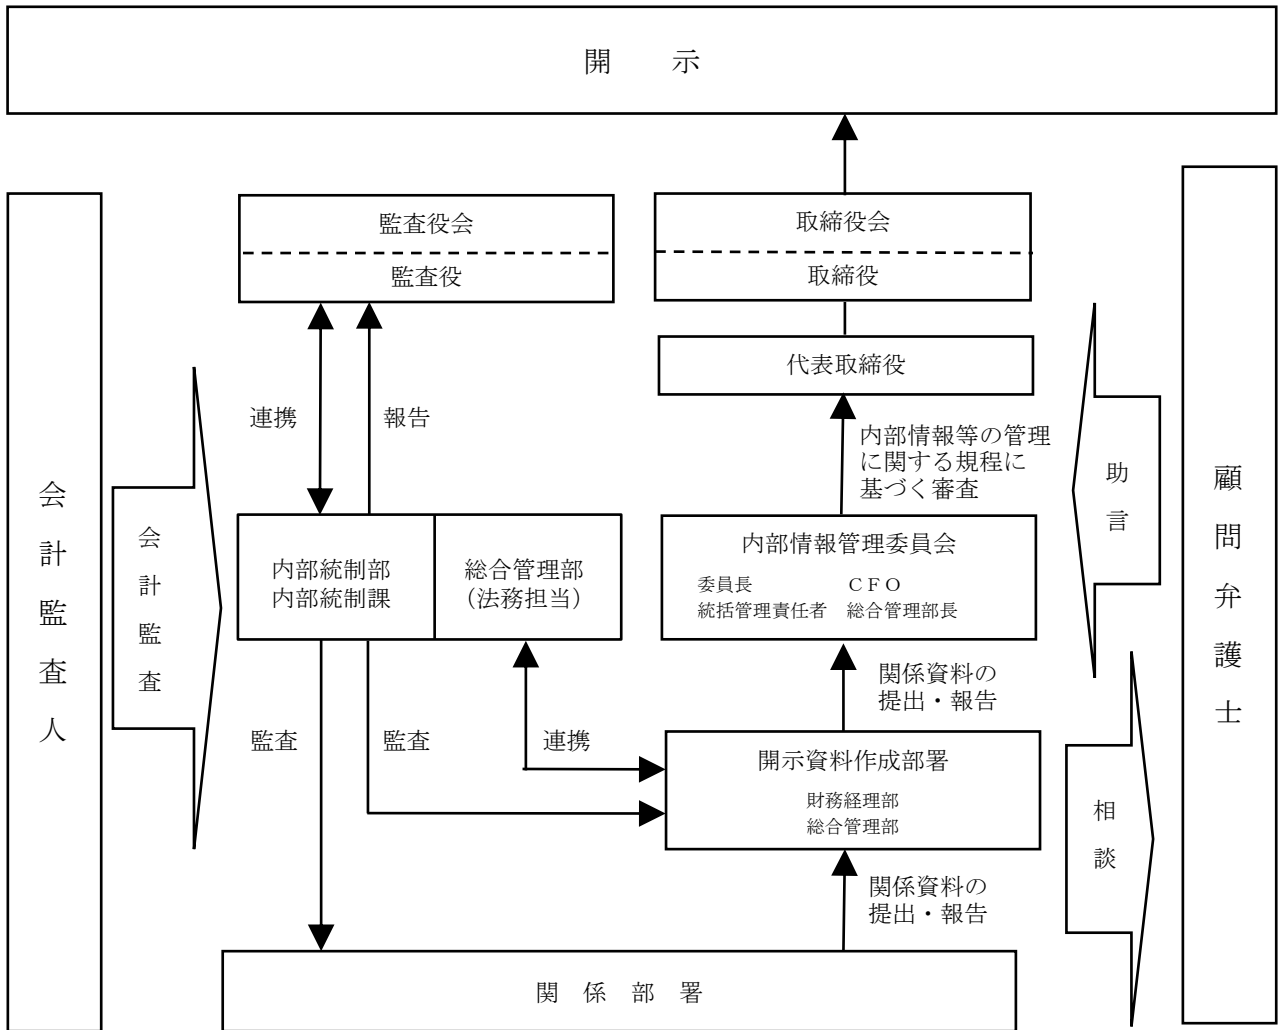 開　示
監査役会
監査役
取締役会
取締役
代表取締役
連携
報告
内部情報等の管理
に関する規程に
基づく審査
会計監査人
会計監査
内部統制部
内部統制課
総合管理部
（法務担当）
内部情報管理委員会
委員長　ＣＦＯ
統括管理責任者　総合管理部長
助言
顧問弁護士
関係資料の
提出・報告
監査
監査
連携
開示資料作成部署
財務経理部
総合管理部
相談
関係資料の
提出・報告
関係部署